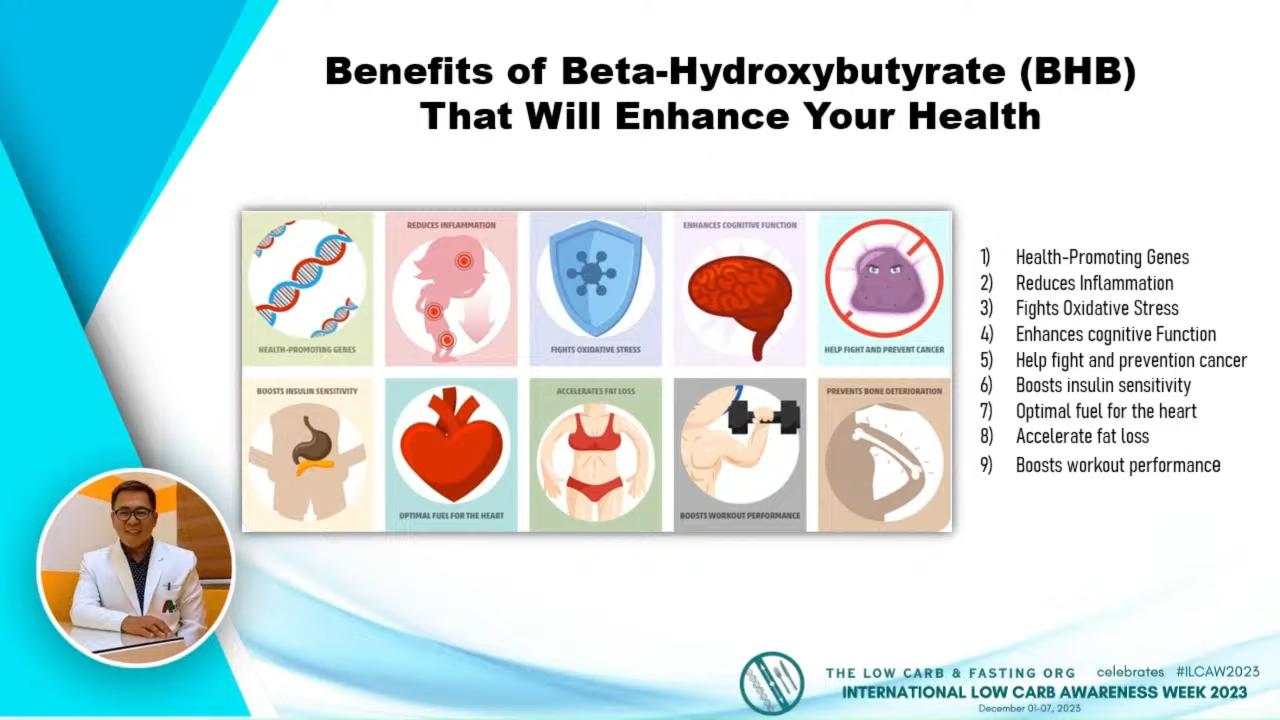 Benefits of Beta-Hydroxybutyrate (BHB)
That Will Enhance Your Health
HEALTH-PROMOTING GENES
REDUCES INFLAMMATION
FIGHTS OXIDATIVE STRESS
ENHANCES COGNITIVE FUNCTION
HELP FIGHT AND PREVENT CANCER
BOOSTS INSULIN SENSITIVITY
OPTIMAL FUEL FOR THE HEART
ACCELERATES FAT LOSS
BOOSTS WORKOUT PERFORMANCE
PREVENTS BONE DETERIORATION
1) Health-Promoting Genes
2) Reduces Inflammation
3) Fights Oxidative Stress
4) Enhances cognitive Function
5) Help fight and prevention cancer
6) Boosts insulin sensitivity
7) Optimal fuel for the heart
8) Accelerate fat loss
9) Boosts workout performance
THE LOW CARB & FASTING ORG celebrates #ILCAW2023
INTERNATIONAL LOW CARB AWARENESS WEEK 2023
December 01-07, 2023